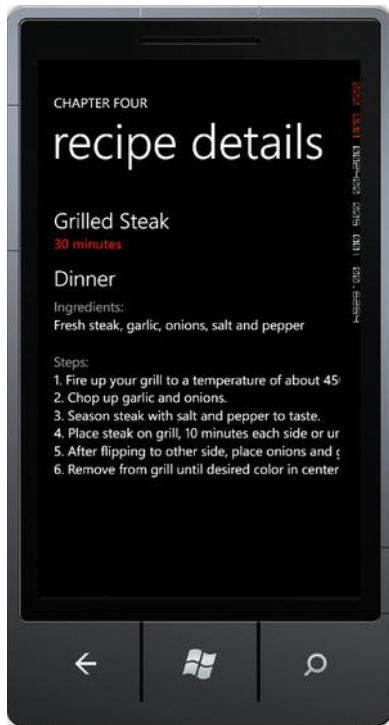 CHAPTER FOUR
recipe details
Grilled Steak
30 minutes
Dinner
Ingredients:
Fresh steak, garlic, onions, salt and pepper
Steps:
1. Fire up your grill to a temperature of about
2. Chop up garlic and onions.
3. Season steak with salt and pepper to taste.
4. Place steak on grill, 10 minutes each side or
5. After flipping to other side, place onions and
6. Remove from grill until desired color in center